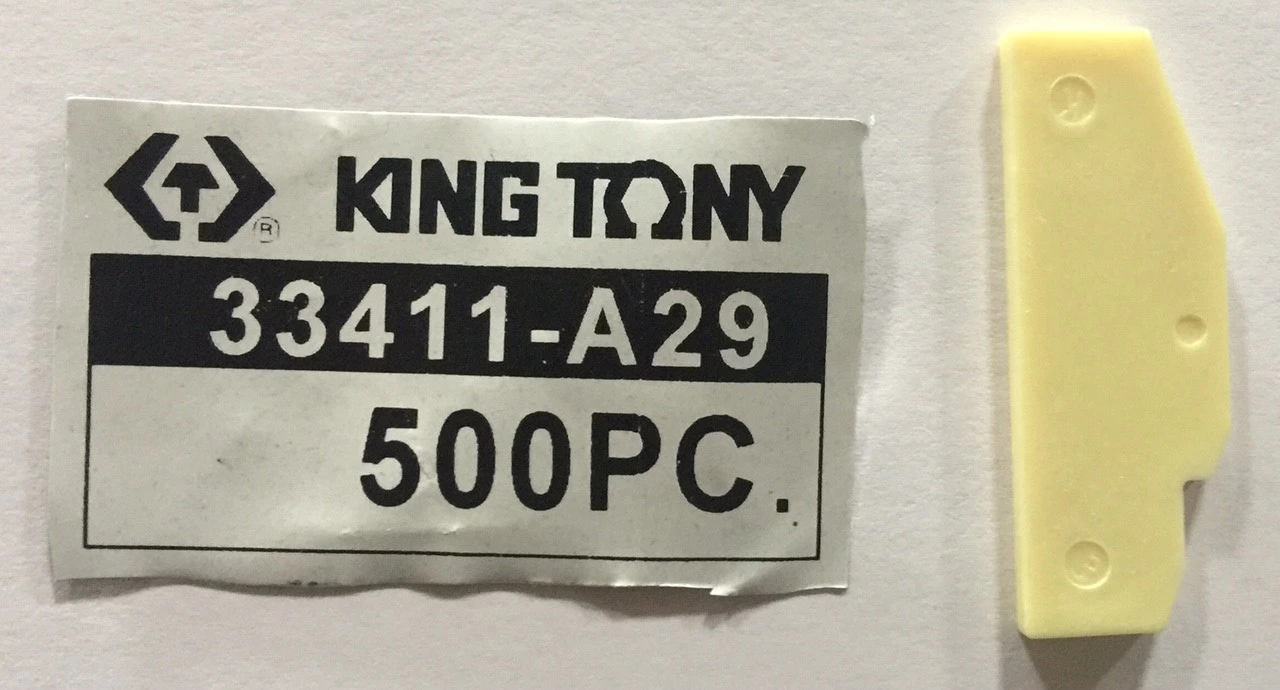 ® KING TONY
33411-A29
500PC.